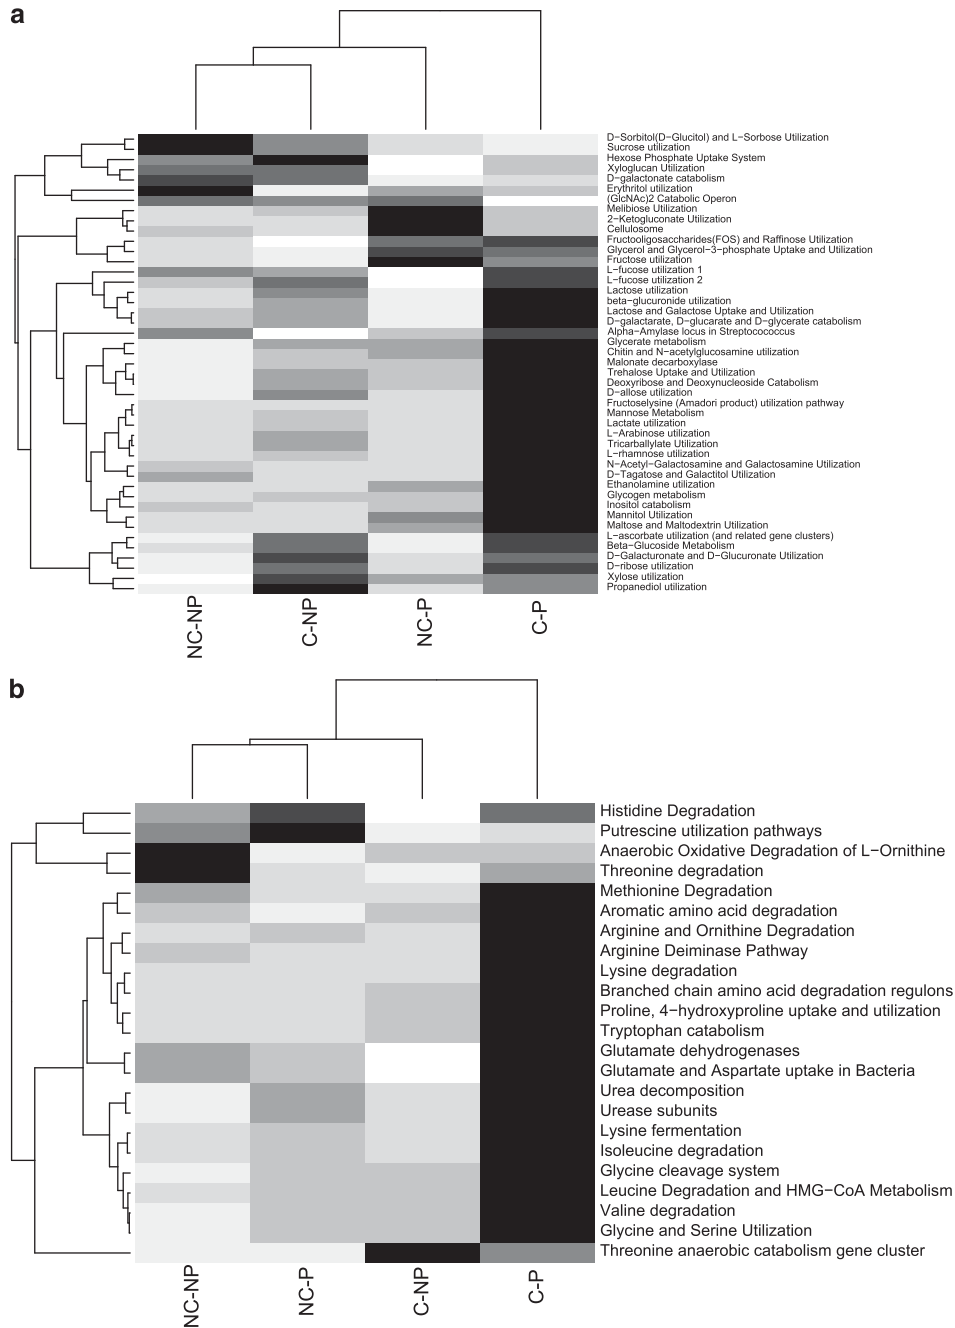 a
D−Sorbitol(D−Glucitol) and L−Sorbose Utilization
Sucrose utilization
Hexose Phosphate Uptake System
Xyloglucan Utilization
D−galactonate catabolism
Erythritol utilization
(GlcNAc)2 Catabolic Operon
Melibiose Utilization
2−Ketogluconate Utilization
Cellulosome
Fructooligosaccharides(FOS) and Raffinose Utilization
Glycerol and Glycerol−3−phosphate Uptake and Utilization
Fructose utilization
L−fucose utilization 1
L−fucose utilization 2
Lactose utilization
beta−glucuronide utilization
Lactose and Galactose Uptake and Utilization
D−galactarate, D−glucarate and D−glycerate catabolism
Alpha−Amylase locus in Streptocococcus
Glycerate metabolism
Chitin and N−acetylglucosamine utilization
Malonate decarboxylase
Trehalose Uptake and Utilization
Deoxyribose and Deoxynucleoside Catabolism
D−allose utilization
Fructoselysine (Amadori product) utilization pathway
Mannose Metabolism
Lactate utilization
L−Arabinose utilization
Tricarballylate Utilization
L−rhamnose utilization
N−Acetyl−Galactosamine and Galactosamine Utilization
D−Tagatose and Galactitol Utilization
Ethanolamine utilization
Glycogen metabolism
Inositol catabolism
Mannitol Utilization
Maltose and Maltodextrin Utilization
L−ascorbate utilization (and related gene clusters)
Beta−Glucoside Metabolism
D−Galacturonate and D−Glucuronate Utilization
D−ribose utilization
Xylose utilization
Propanediol utilization
NC-NP
C-NP
NC-P
C-P
b
Histidine Degradation
Putrescine utilization pathways
Anaerobic Oxidative Degradation of L−Ornithine
Threonine degradation
Methionine Degradation
Aromatic amino acid degradation
Arginine and Ornithine Degradation
Arginine Deiminase Pathway
Lysine degradation
Branched chain amino acid degradation regulons
Proline, 4−hydroxyproline uptake and utilization
Tryptophan catabolism
Glutamate dehydrogenases
Glutamate and Aspartate uptake in Bacteria
Urea decomposition
Urease subunits
Lysine fermentation
Isoleucine degradation
Glycine cleavage system
Leucine Degradation and HMG−CoA Metabolism
Valine degradation
Glycine and Serine Utilization
Threonine anaerobic catabolism gene cluster
NC-NP
NC-P
C-NP
C-P